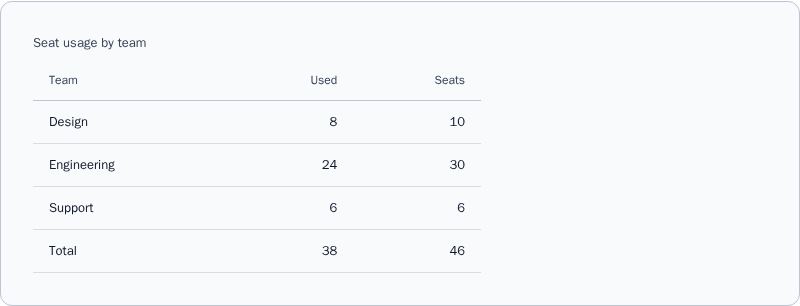 Seat usage by team
Team Used Seats
Design 8 10
Engineering 24 30
Support 6 6
Total 38 46